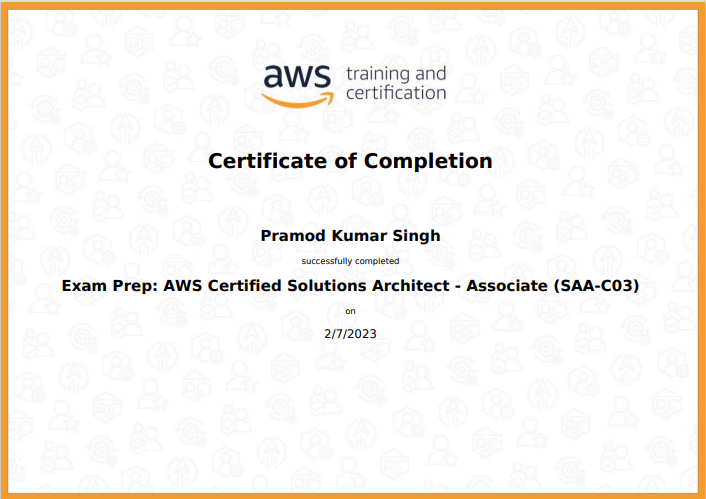 aws training and
certification
Certificate of Completion
Pramod Kumar Singh
successfully completed
Exam Prep: AWS Certified Solutions Architect - Associate (SAA-C03)
on
2/7/2023